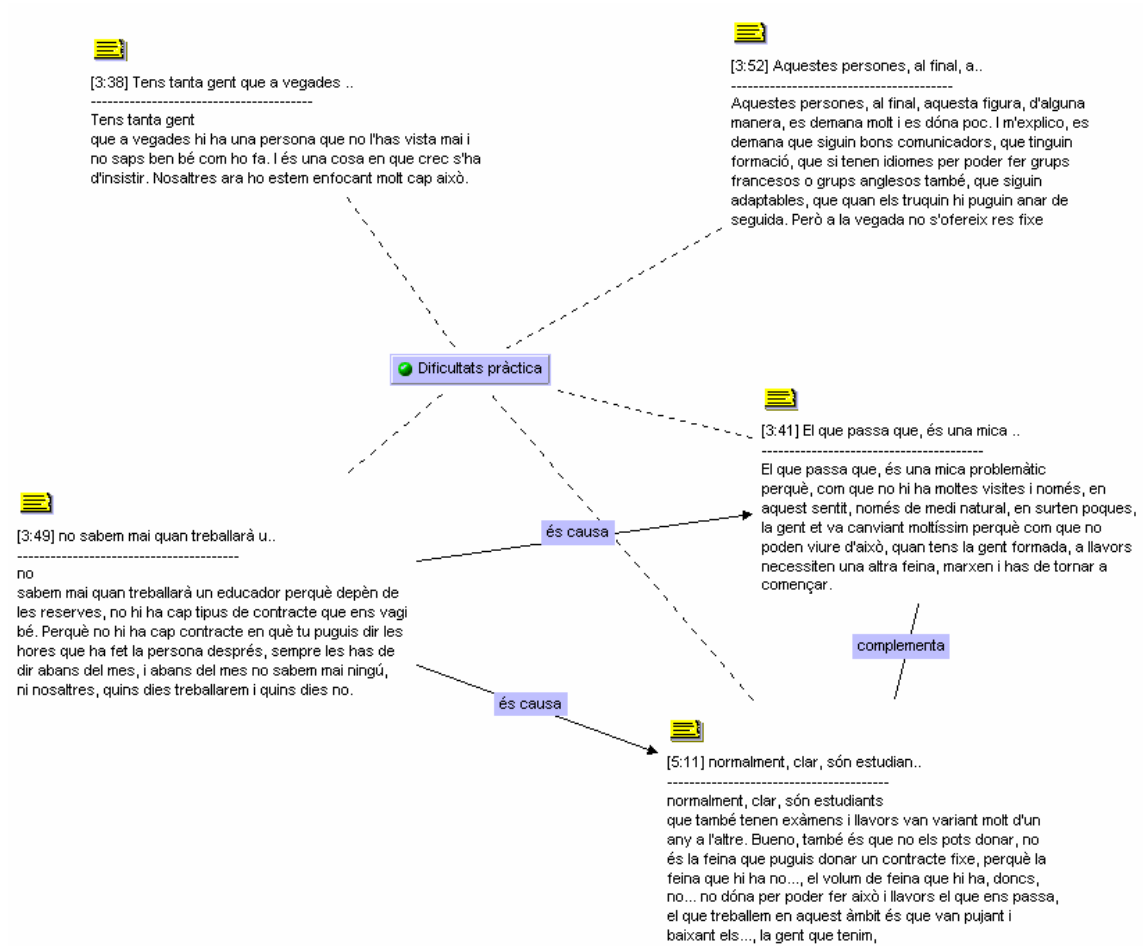 [3:38] Tens tanta gent que a vegades ..
----------------------------------------
Tens tanta gent
que a vegades hi ha una persona que no l'has vista mai i
no saps ben bé com ho fa. I és una cosa en que crec s'ha
d'insistir. Nosaltres ara ho estem enfocant molt cap això.
[3:52] Aquestes persones, al final, a..
----------------------------------------
Aquestes persones, al final, aquesta figura, d'alguna
manera, es demana molt i es dóna poc. I m'explico, es
demana que siguin bons comunicadors, que tinguin
formació, que si tenen idiomes per poder fer grups
francesos o grups anglesos també, que siguin
adaptables, que quan els truquin hi puguin anar de
seguida. Però a la vegada no s'ofereix res fixe
Dificultats pràctica
[3:41] El que passa que, és una mica ..
----------------------------------------
El que passa que, és una mica problemàtic
perquè, com que no hi ha moltes visites i només, en
aquest sentit, només de medi natural, en surten poques,
la gent et va canviant moltíssim perquè com que no
poden viure d'això, quan tens la gent formada, a llavors
necessiten una altra feina, marxen i has de tornar a
començar.
[3:49] no sabem mai quan treballarà u..
----------------------------------------
no
sabem mai quan treballarà un educador perquè depèn de
les reserves, no hi ha cap tipus de contracte que ens vagi
bé. Perquè no hi ha cap contracte en què tu puguis dir les
hores que ha fet la persona després, sempre les has de
dir abans del mes, i abans del mes no sabem mai ningú,
ni nosaltres, quins dies treballarem i quins dies no.
és causa
complementa
és causa
[5:11] normalment, clar, són estudian..
----------------------------------------
normalment, clar, són estudiants
que també tenen exàmens i llavors van variant molt d'un
any a l'altre. Bueno, també és que no els pots donar, no
és la feina que puguis donar un contracte fixe, perquè la
feina que hi ha no..., el volum de feina que hi ha, doncs,
no... no dóna per poder fer això i llavors el que ens passa,
el que treballem en aquest àmbit és que van pujant i
baixant els..., la gent que tenim,